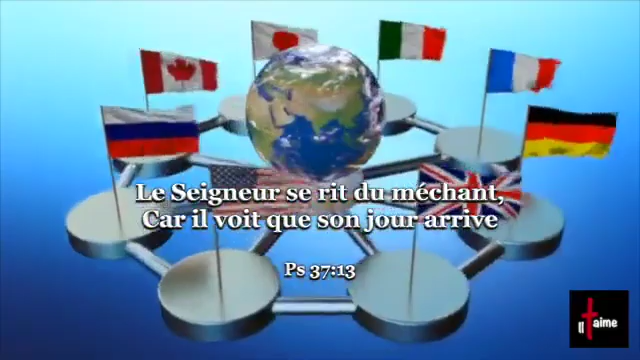 Le Seigneur se rit du méchant,
Car il voit que son jour arrive
Ps 37:13
Il t'aime